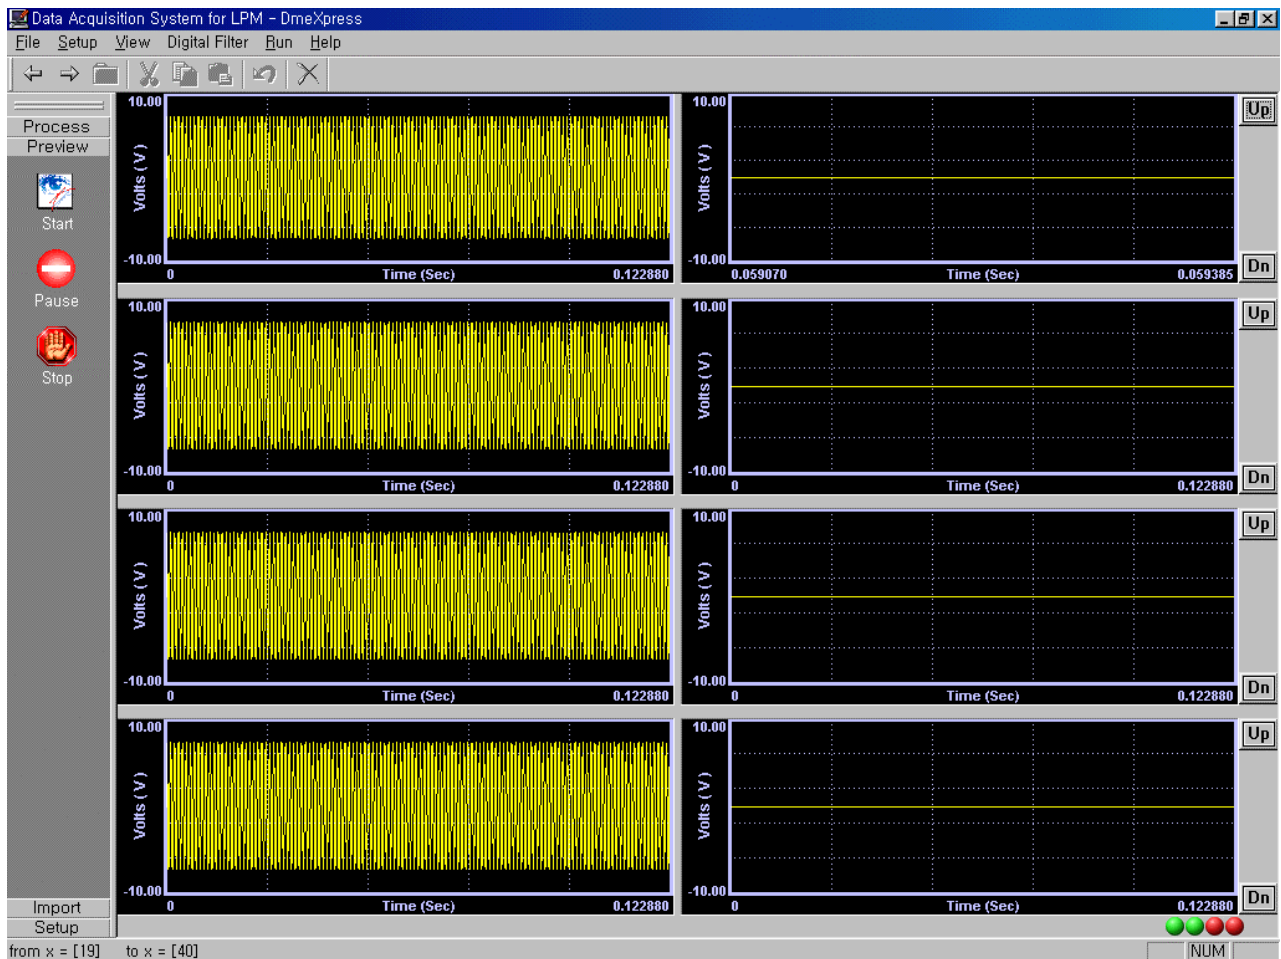 Data Acquisition System for LPM - DmeXpress
File Setup View Digital Filter Run Help
Process
Preview
Start
Pause
Stop
Import
Setup
10.00
Volts ( V )
-10.00
0 Time (Sec) 0.122880
10.00
Volts ( V )
-10.00
0.059070 Time (Sec) 0.059385
Up
Dn
10.00
Volts ( V )
-10.00
0 Time (Sec) 0.122880
10.00
Volts ( V )
-10.00
0 Time (Sec) 0.122880
Up
Dn
10.00
Volts ( V )
-10.00
0 Time (Sec) 0.122880
10.00
Volts ( V )
-10.00
0 Time (Sec) 0.122880
Up
Dn
10.00
Volts ( V )
-10.00
0 Time (Sec) 0.122880
10.00
Volts ( V )
-10.00
0 Time (Sec) 0.122880
Up
Dn
from x = [19] to x = [40]
NUM